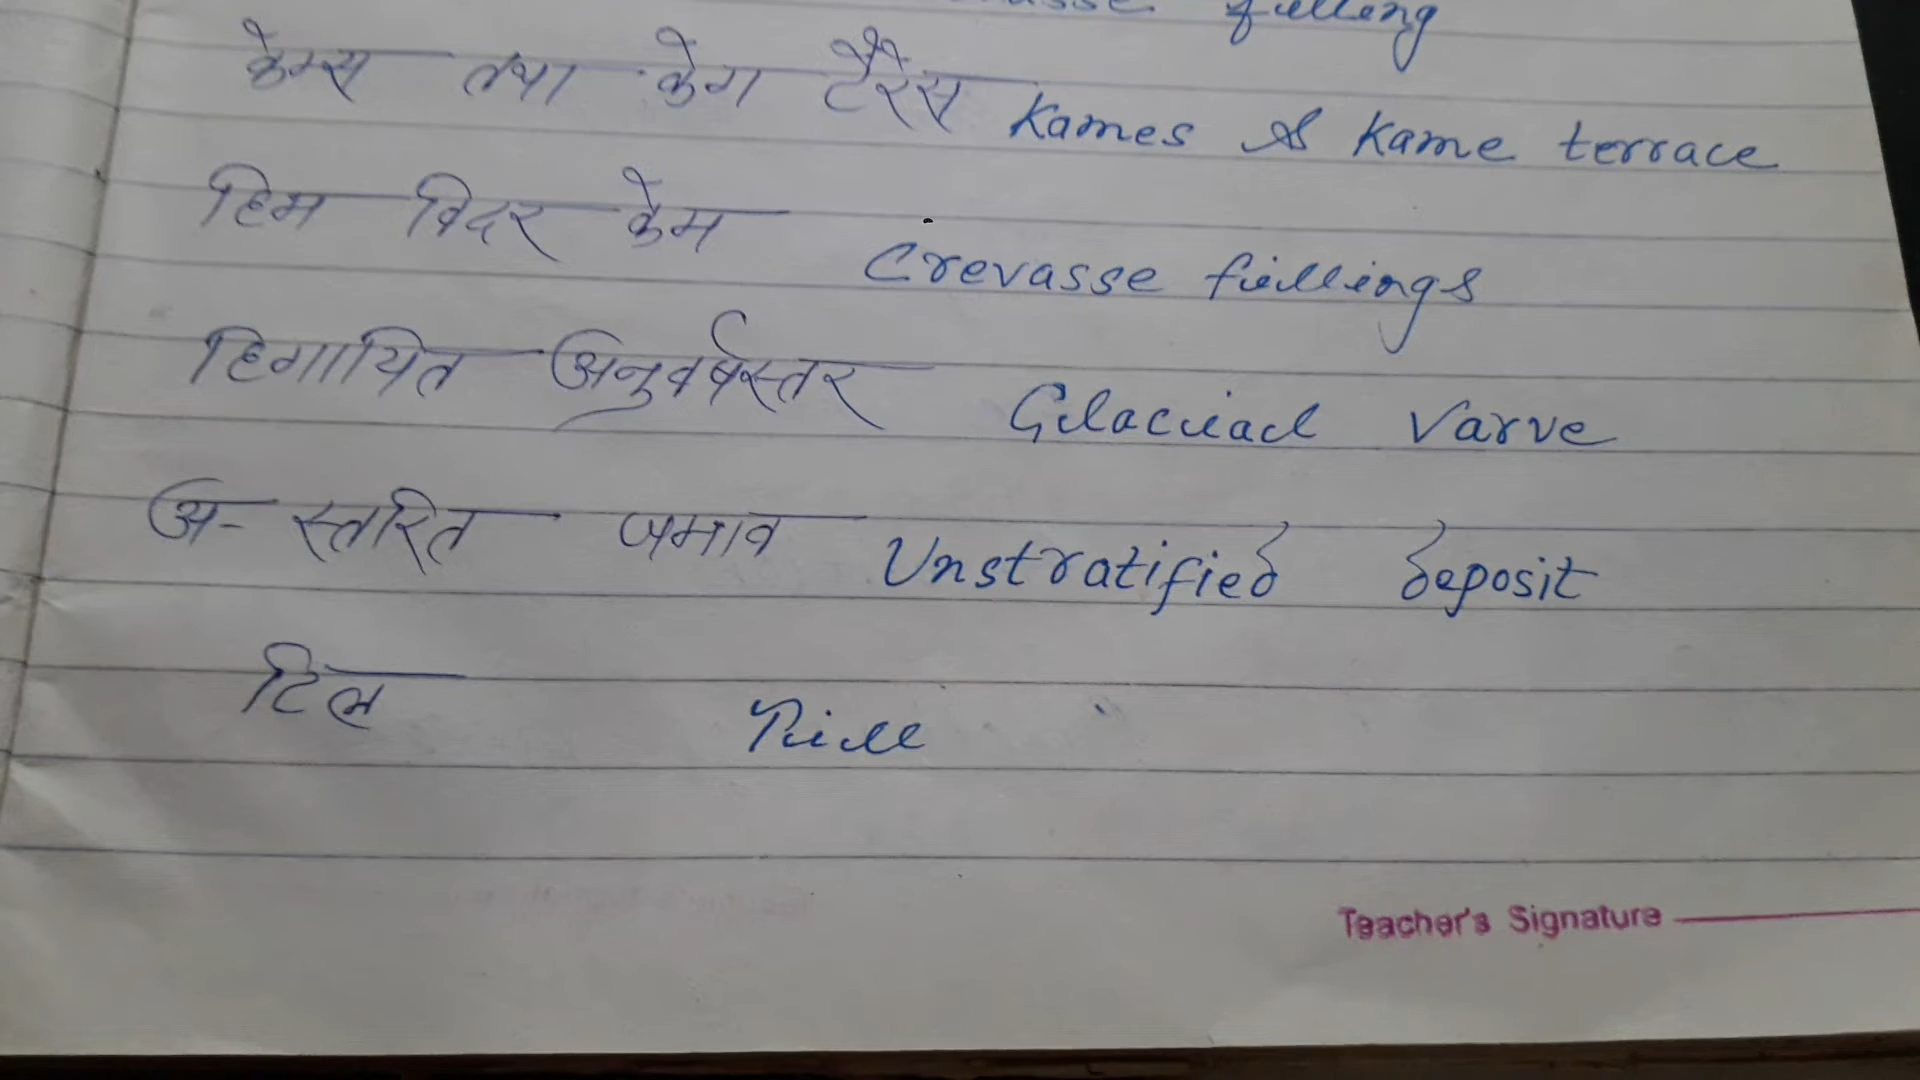 filling
केम्स तथा केम टैरेस Kames & Kame terrace
हिम विदर केम Crevasse fillings
हिमायित अनुवर्षस्तर Glacial Varve
अ-स्तरित जमाव Unstratified deposit
टिल Till
Teacher's Signature